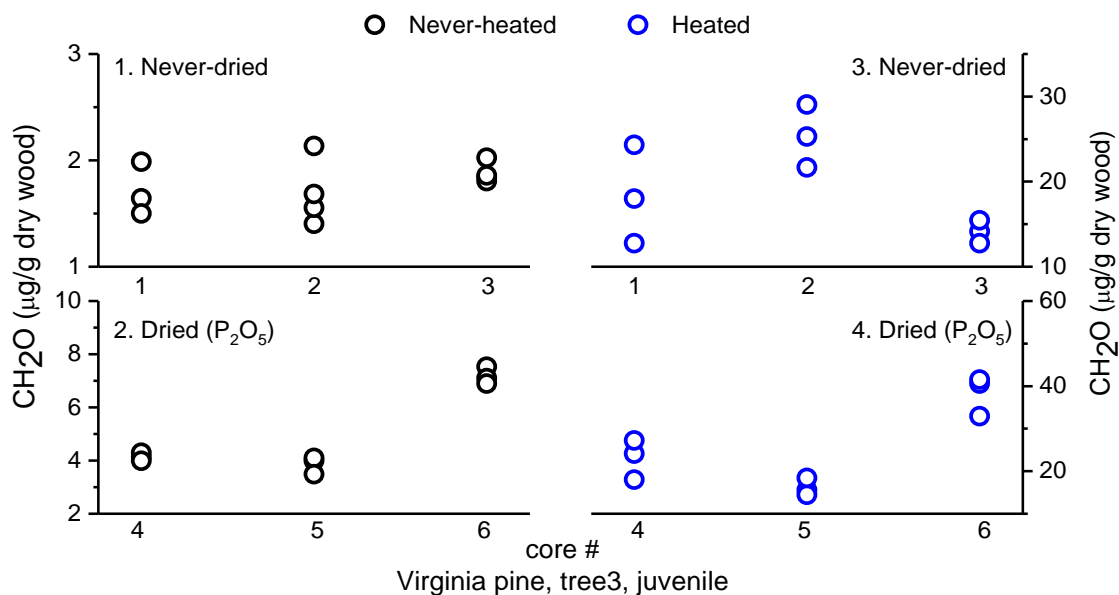 Never-heated Heated
1. Never-dried
3. Never-dried
3
2
1
30
20
10
1 2 3
1 2 3
CH2O (μg/g dry wood)
CH2O (μg/g dry wood)
2. Dried (P2O5)
4. Dried (P2O5)
10
8
6
4
2
60
40
20
4 5 6
4 5 6
core #
Virginia pine, tree3, juvenile